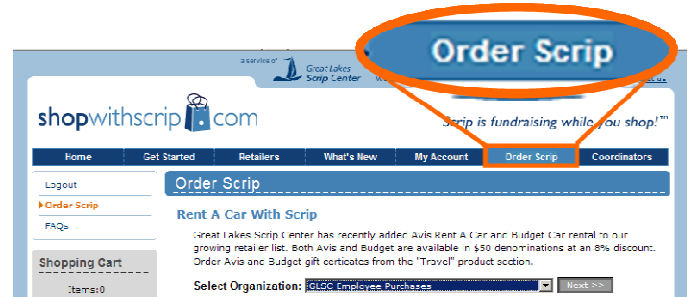 Order Scrip
a service of
Great Lakes
Scrip Center
shopwithscrip.com
Scrip is fundraising while you shop!™
Home Get Started Retailers What's New My Account Order Scrip Coordinators
Logout
Order Scrip
FAQs
Order Scrip
Rent A Car With Scrip
Great Lakes Scrip Center has recently added Avis Rent A Car and Budget Car rental to our
growing retailer list. Both Avis and Budget are available in $50 denominations at an 8% discount.
Order Avis and Budget gift certicates from the "Travel" product section.
Shopping Cart
Items:0
Select Organization: GLSC Employee Purchases Next >>